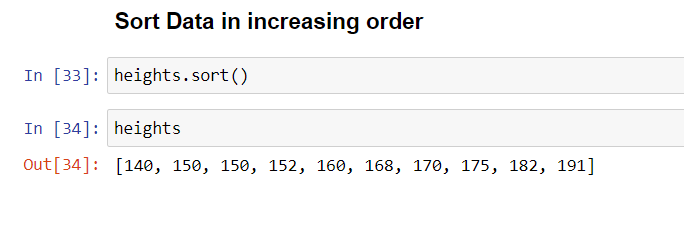 Sort Data in increasing order
In [33]: heights.sort()
In [34]: heights
Out[34]: [140, 150, 150, 152, 160, 168, 170, 175, 182, 191]